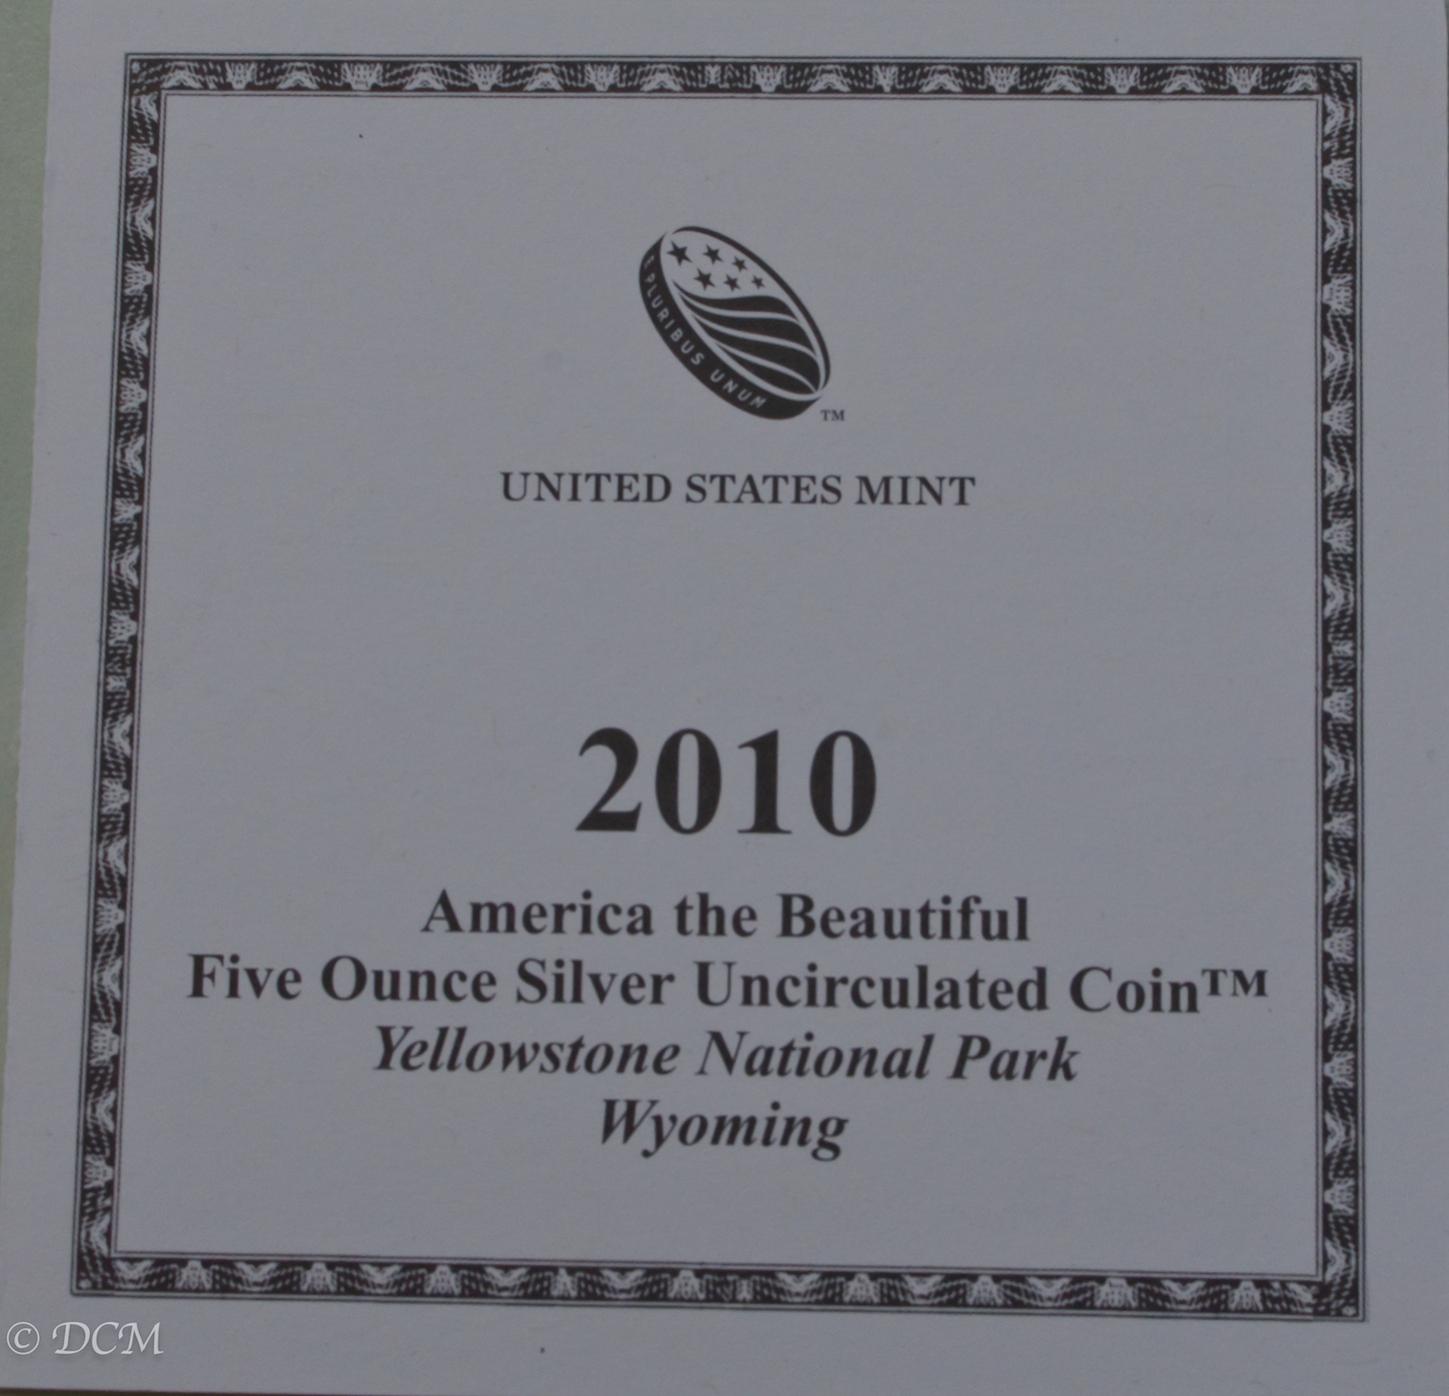 E PLURIBUS UNUM
TM
UNITED STATES MINT
2010
America the Beautiful
Five Ounce Silver Uncirculated Coin™
Yellowstone National Park
Wyoming
© DCM